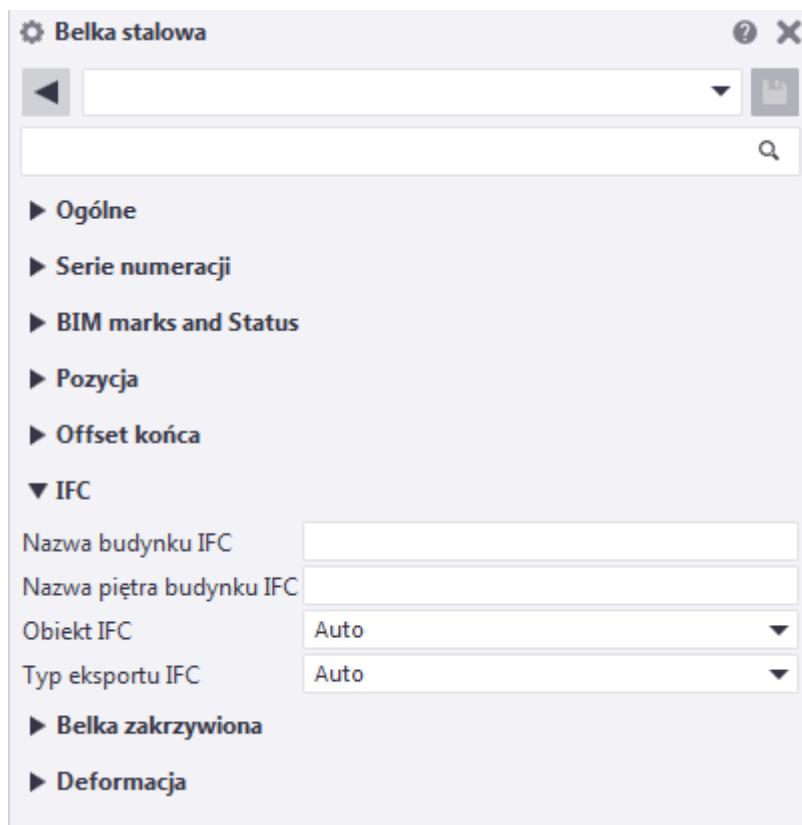 Belka stalowa
Ogólne
Serie numeracji
BIM marks and Status
Pozycja
Offset końca
IFC
Nazwa budynku IFC
Nazwa piętra budynku IFC
Obiekt IFC Auto
Typ eksportu IFC Auto
Belka zakrzywiona
Deformacja